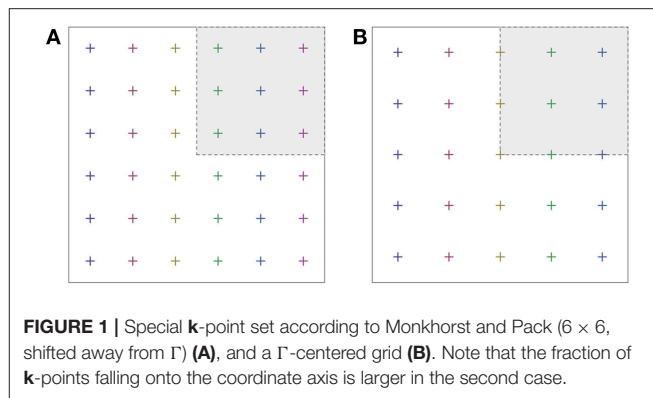 A
B
FIGURE 1 | Special k-point set according to Monkhorst and Pack (6 × 6,
shifted away from Γ) (A), and a Γ-centered grid (B). Note that the fraction of
k-points falling onto the coordinate axis is larger in the second case.